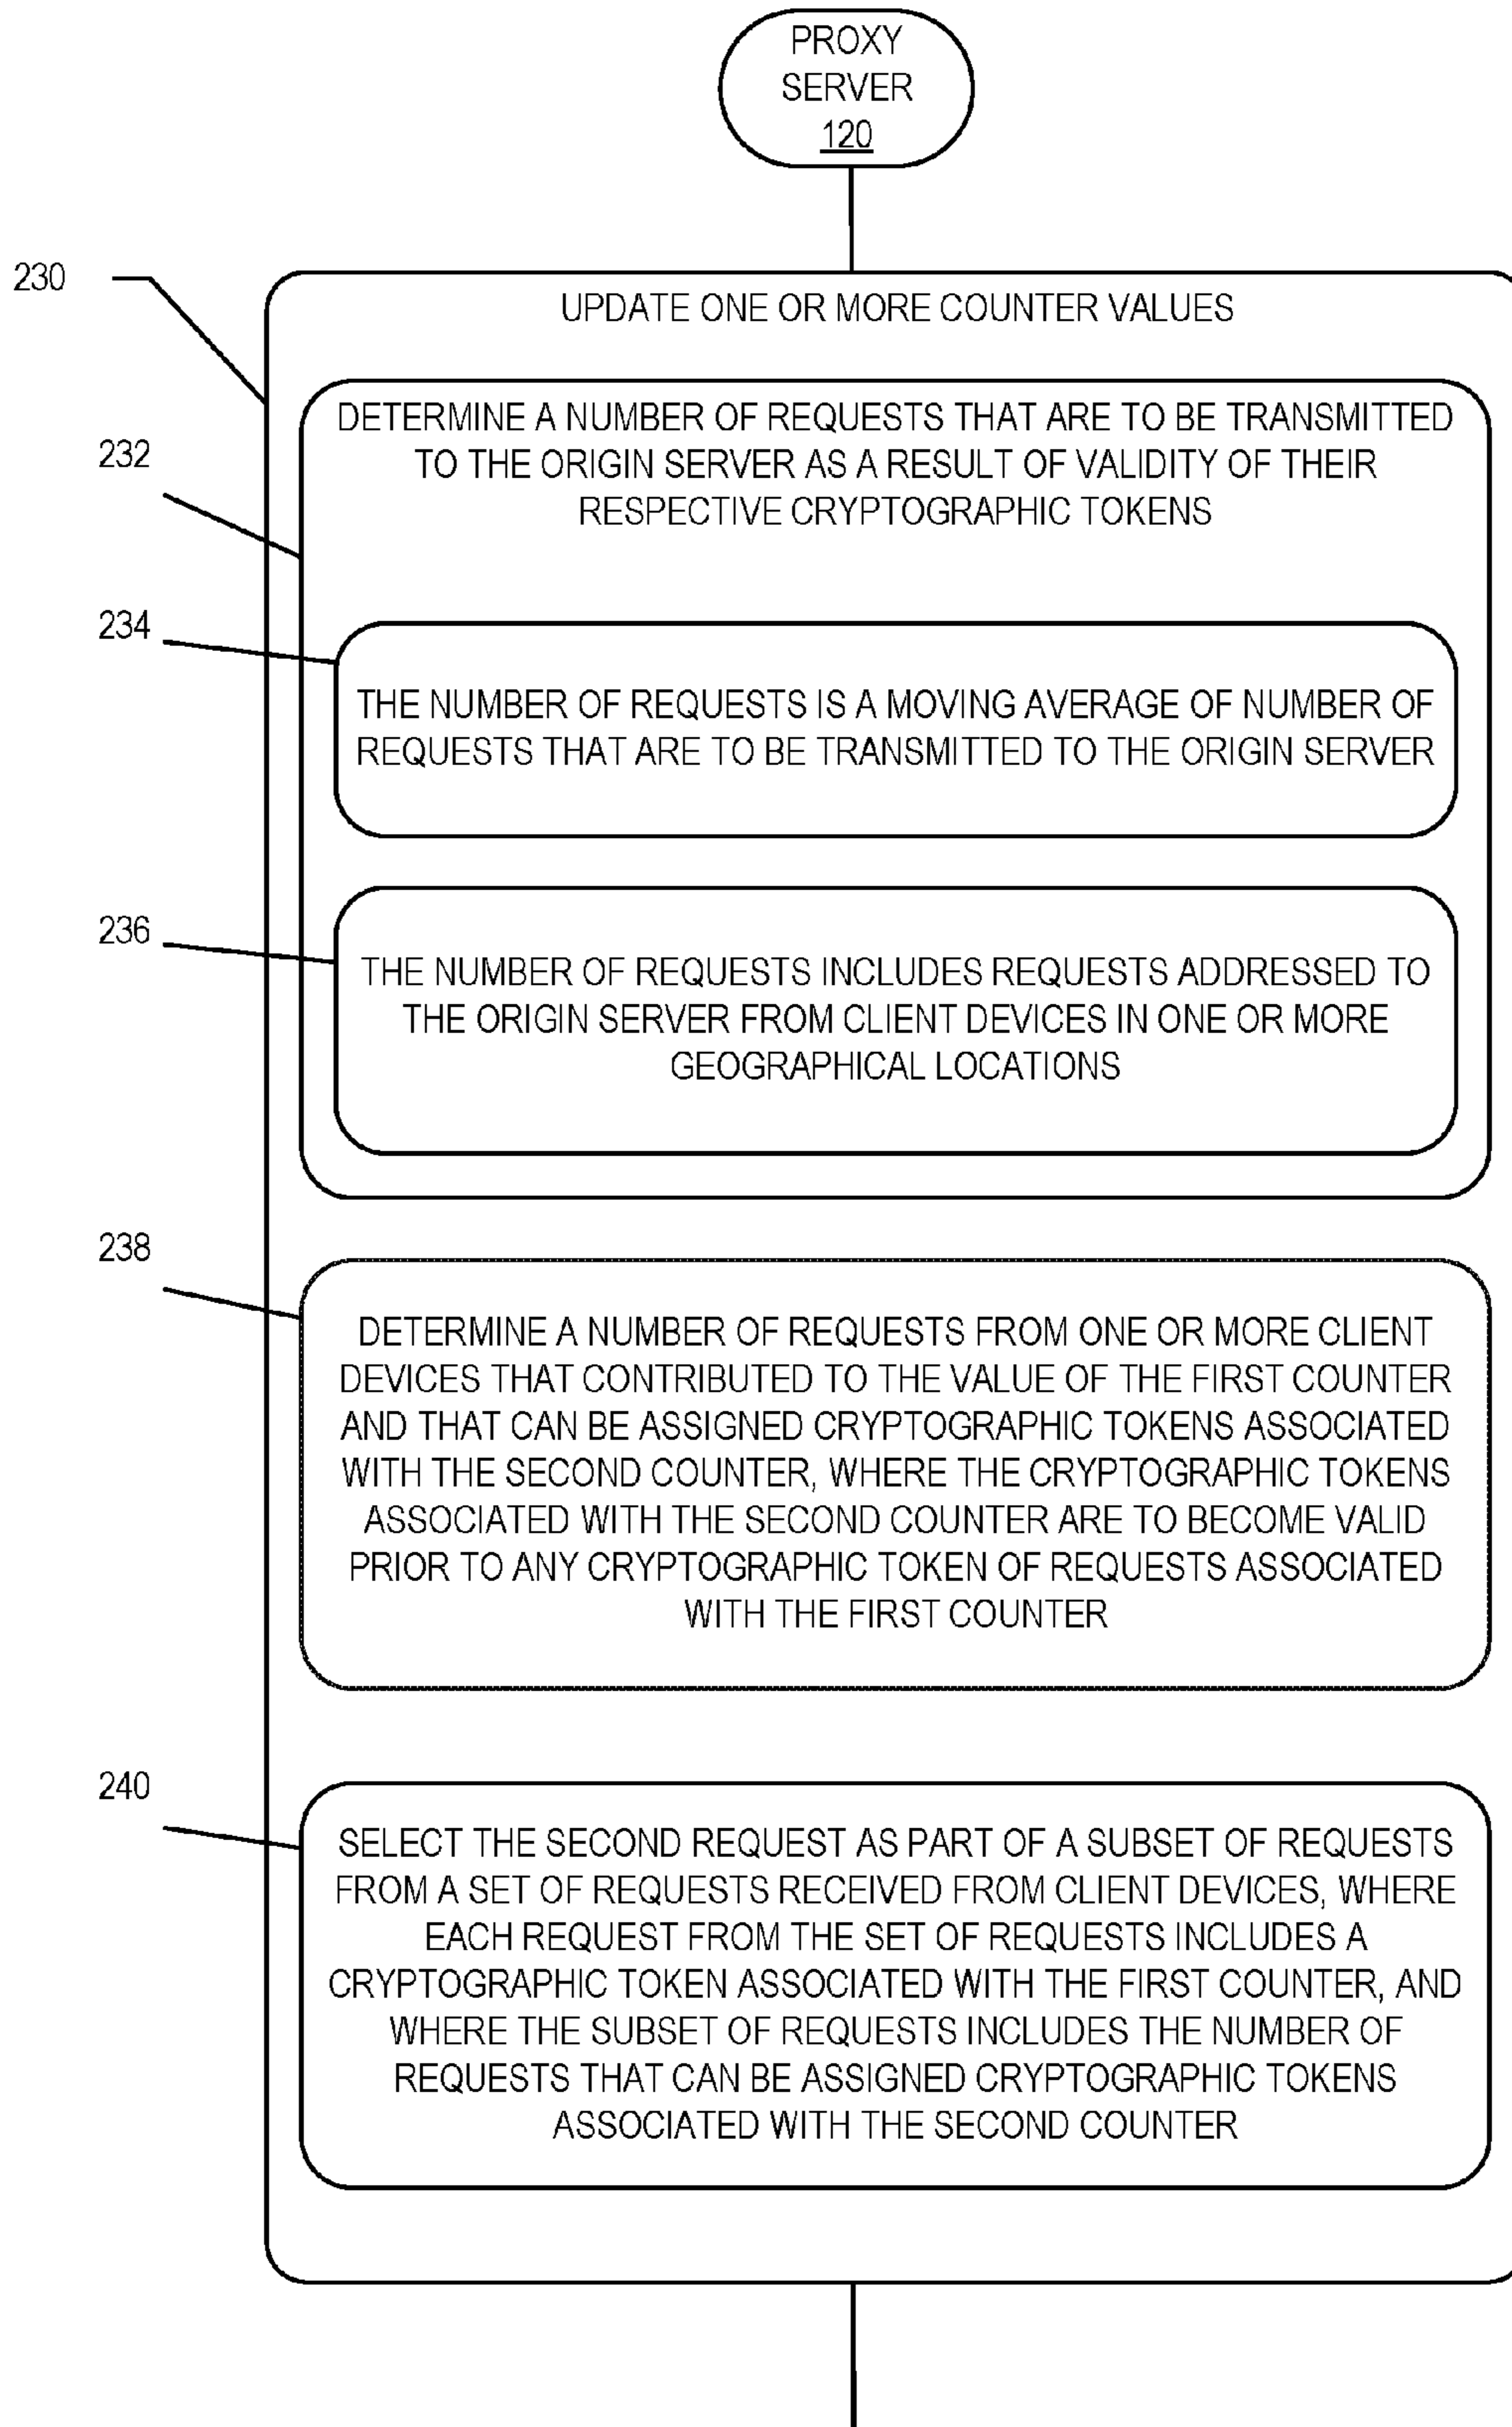 PROXY
SERVER
120
230
UPDATE ONE OR MORE COUNTER VALUES
232
DETERMINE A NUMBER OF REQUESTS THAT ARE TO BE TRANSMITTED
TO THE ORIGIN SERVER AS A RESULT OF VALIDITY OF THEIR
RESPECTIVE CRYPTOGRAPHIC TOKENS
234
THE NUMBER OF REQUESTS IS A MOVING AVERAGE OF NUMBER OF
REQUESTS THAT ARE TO BE TRANSMITTED TO THE ORIGIN SERVER
236
THE NUMBER OF REQUESTS INCLUDES REQUESTS ADDRESSED TO
THE ORIGIN SERVER FROM CLIENT DEVICES IN ONE OR MORE
GEOGRAPHICAL LOCATIONS
238
DETERMINE A NUMBER OF REQUESTS FROM ONE OR MORE CLIENT
DEVICES THAT CONTRIBUTED TO THE VALUE OF THE FIRST COUNTER
AND THAT CAN BE ASSIGNED CRYPTOGRAPHIC TOKENS ASSOCIATED
WITH THE SECOND COUNTER, WHERE THE CRYPTOGRAPHIC TOKENS
ASSOCIATED WITH THE SECOND COUNTER ARE TO BECOME VALID
PRIOR TO ANY CRYPTOGRAPHIC TOKEN OF REQUESTS ASSOCIATED
WITH THE FIRST COUNTER
240
SELECT THE SECOND REQUEST AS PART OF A SUBSET OF REQUESTS
FROM A SET OF REQUESTS RECEIVED FROM CLIENT DEVICES, WHERE
EACH REQUEST FROM THE SET OF REQUESTS INCLUDES A
CRYPTOGRAPHIC TOKEN ASSOCIATED WITH THE FIRST COUNTER, AND
WHERE THE SUBSET OF REQUESTS INCLUDES THE NUMBER OF
REQUESTS THAT CAN BE ASSIGNED CRYPTOGRAPHIC TOKENS
ASSOCIATED WITH THE SECOND COUNTER